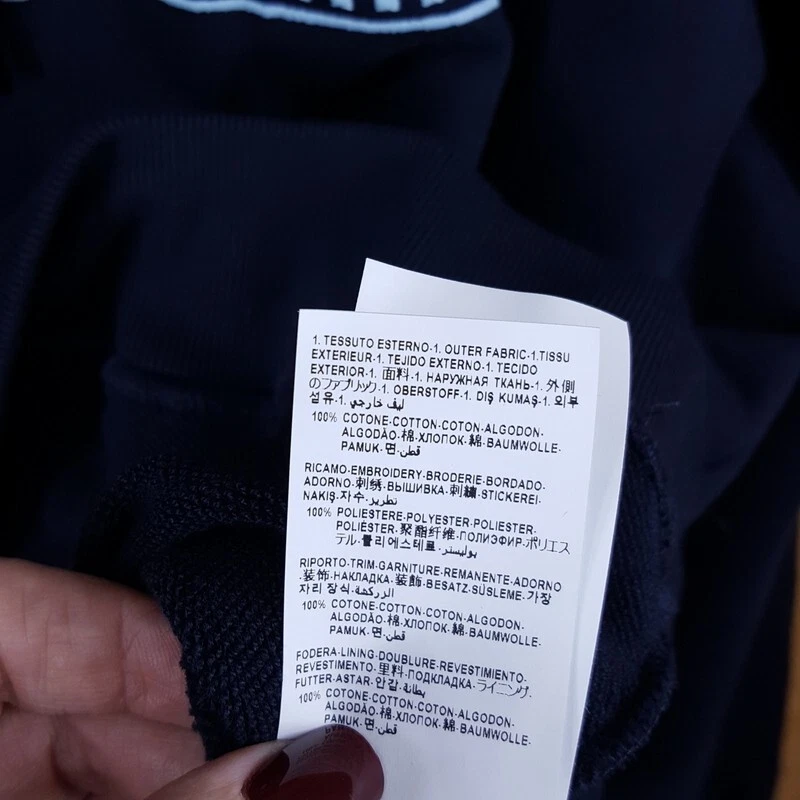 1. TESSUTO ESTERNO-1. OUTER FABRIC-1.TISSU
EXTERIEUR-1. TEJIDO EXTERNO-1. TECIDO
EXTERIOR-1. 面料-1. НАРУЖНАЯ ТКАНЬ-1. 外側
のファブリック-1. OBERSTOFF-1. DIŞ KUMAŞ-1. 외부
섬유-1. ليف خارجي
100% COTONE-COTTON-COTON-ALGODON-
ALGODÃO-棉-ХЛОПОК-綿-BAUMWOLLE-
PAMUK-면-قطن
RICAMO-EMBROIDERY-BRODERIE-BORDADO-
ADORNO-刺绣-ВЫШИВКА-刺繍-STICKEREI-
NAKIŞ-자수-تطريز
100% POLIESTERE-POLYESTER-POLIESTER-
POLIÉSTER-聚酯纤维-ПОЛИЭФИР-ポリエス
テル-폴리에스테르-بوليستر
RIPORTO-TRIM-GARNITURE-REMANENTE-ADORNO
-装饰-НАКЛАДКА-装飾-BESATZ-SÜSLEME-가장
자리 장식-الزركشة
100% COTONE-COTTON-COTON-ALGODON-
ALGODÃO-棉-ХЛОПОК-綿-BAUMWOLLE-
PAMUK-면-قطن
FODERA-LINING-DOUBLURE-REVESTIMIENTO-
REVESTIMENTO-里料-ПОДКЛАДКА-ライニング-
FUTTER-ASTAR-안감-بطانة
100% COTONE-COTTON-COTON-ALGODON-
ALGODÃO-棉-ХЛОПОК-綿-BAUMWOLLE-
PAMUK-면-قطن